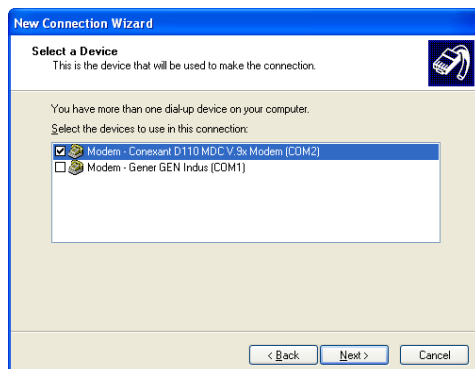 New Connection Wizard
Select a Device
This is the device that will be used to make the connection.
You have more than one dial-up device on your computer.
Select the devices to use in this connection:
Modem - Conexant D110 MDC V.9x Modem (COM2)
Modem - Gener GEN Indus (COM1)
< Back Next > Cancel